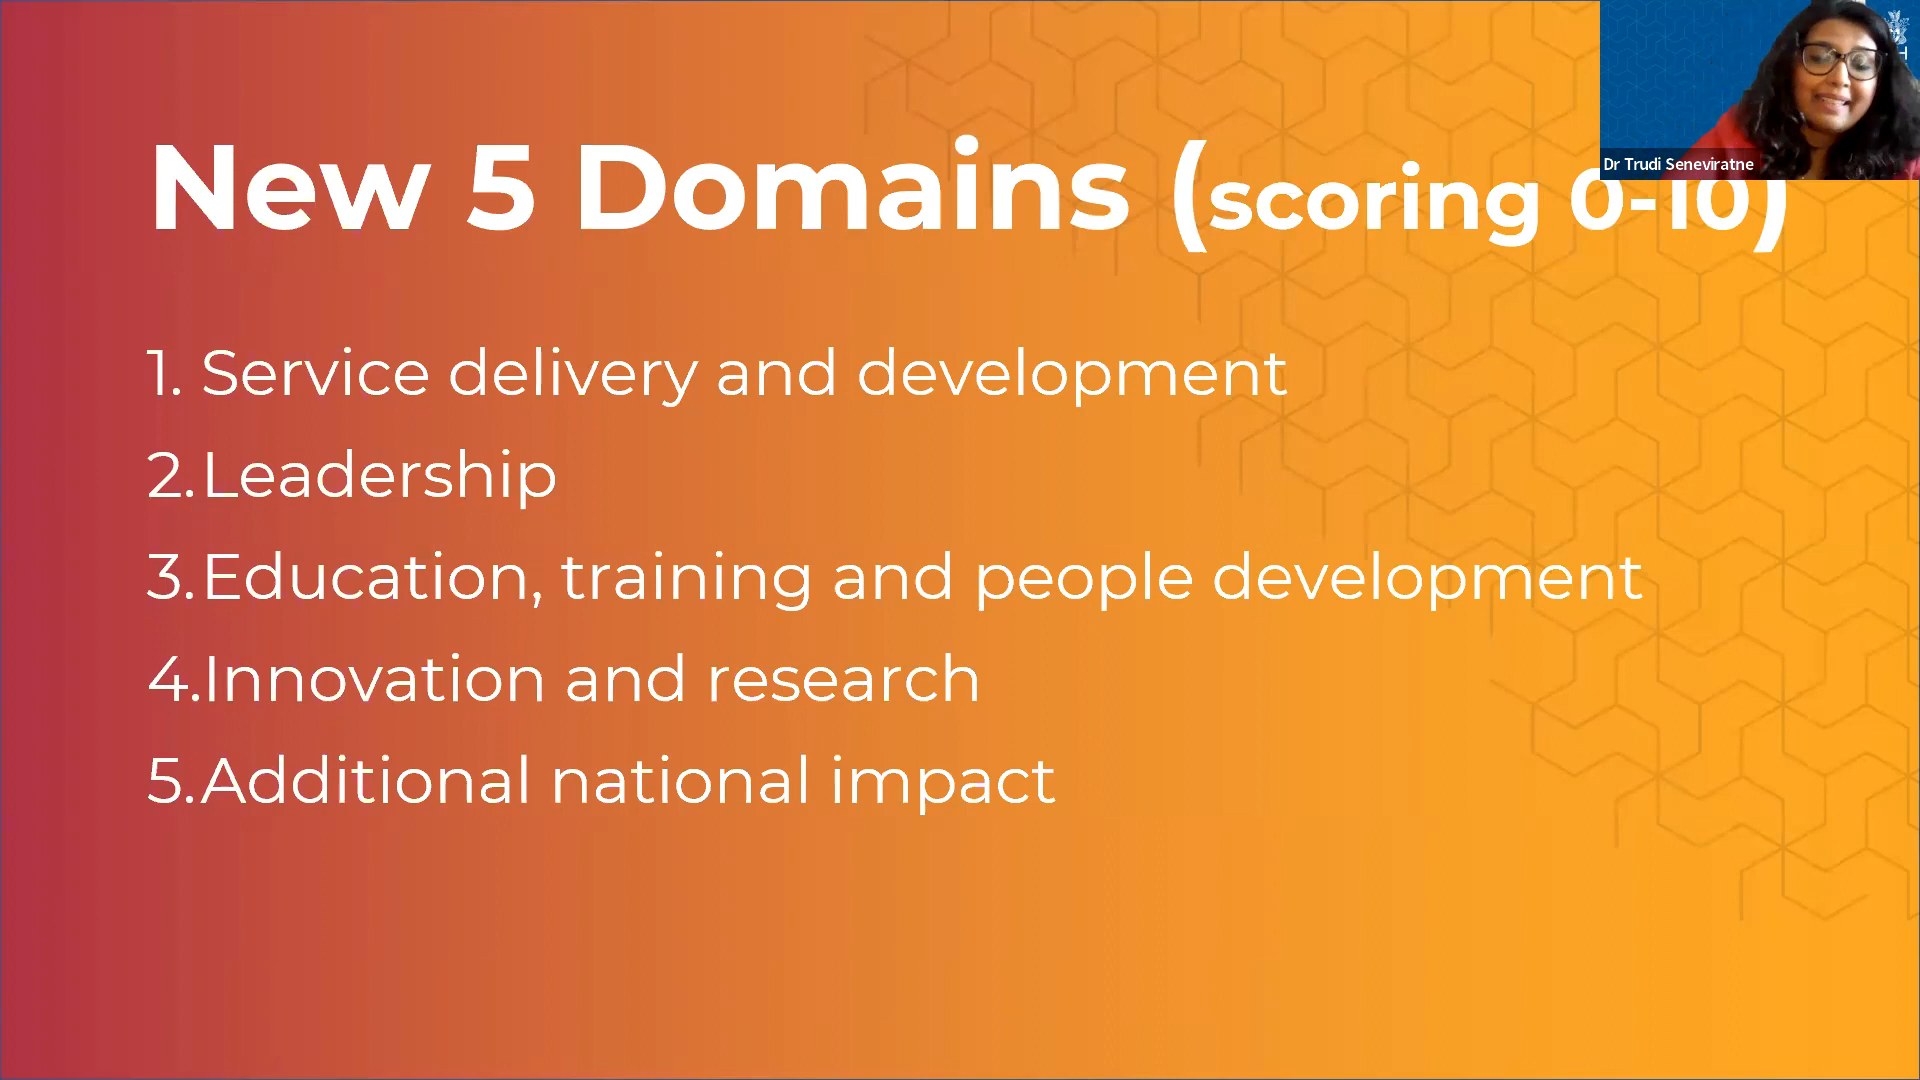 New 5 Domains (scoring 0-10)
Dr Trudi Seneviratne
1. Service delivery and development
2. Leadership
3. Education, training and people development
4. Innovation and research
5. Additional national impact